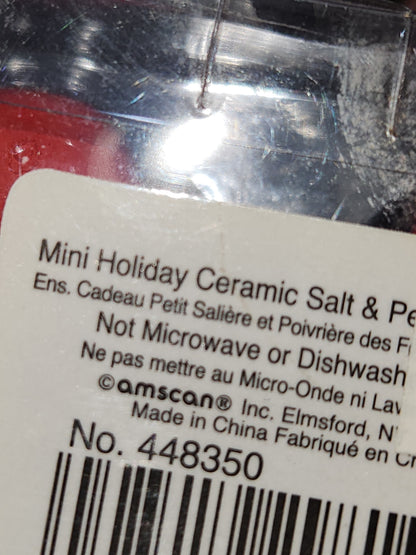 Mini Holiday Ceramic Salt & Pe
Ens. Cadeau Petit Salière et Poivrière des F
Not Microwave or Dishwash
Ne pas mettre au Micro-Onde ni Lav
©amscan® Inc. Elmsford, N
Made in China Fabriqué en C
No. 448350